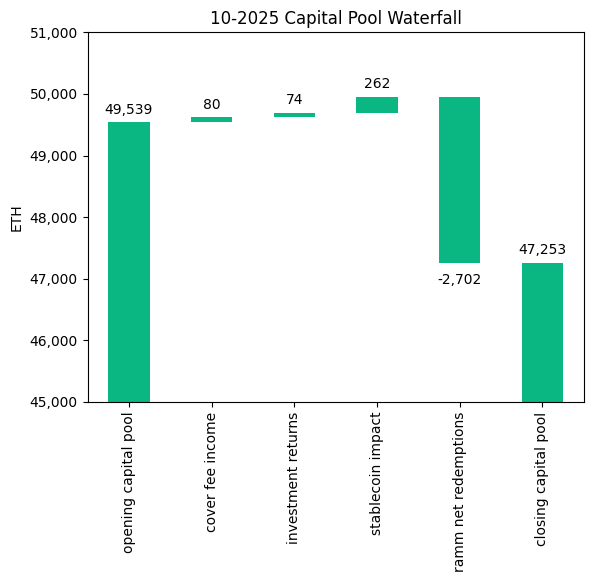 10-2025 Capital Pool Waterfall
51,000
50,000
49,000
48,000
47,000
46,000
45,000
ETH
49,539
80
74
262
-2,702
47,253
opening capital pool
cover fee income
investment returns
stablecoin impact
ramm net redemptions
closing capital pool